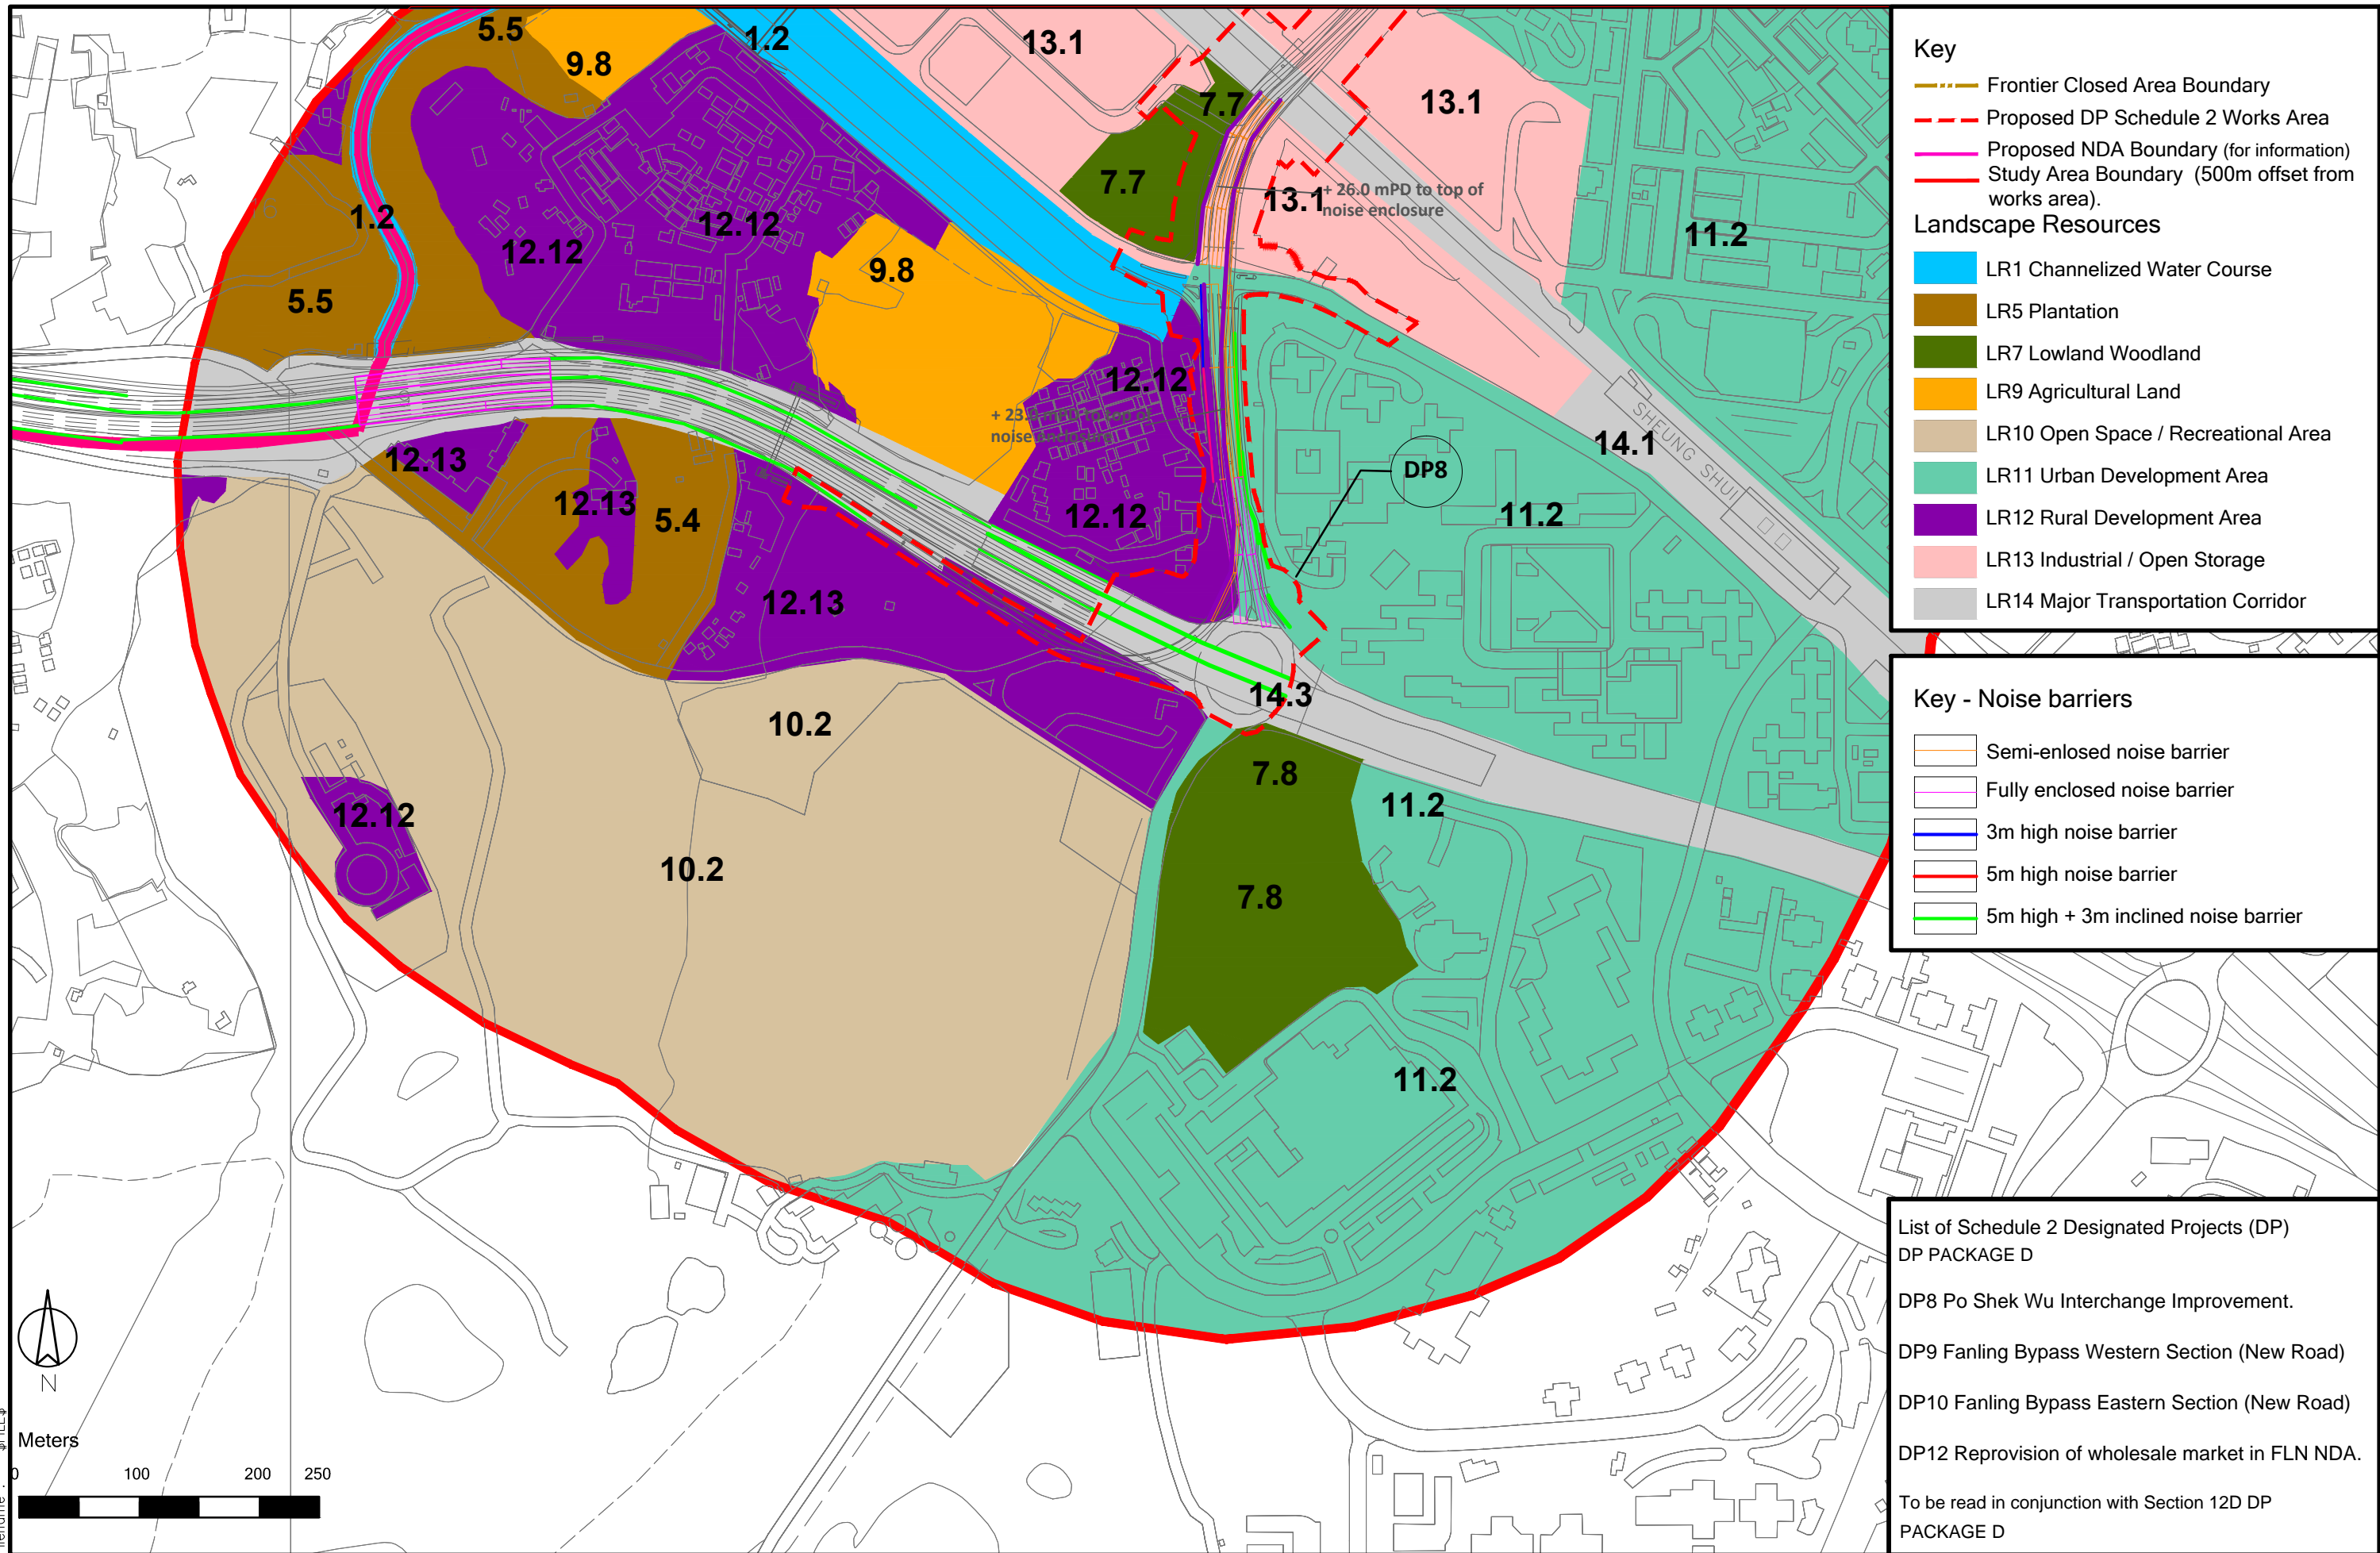 5.5
9.8
1.2
13.1
7.7
13.1
7.7
13.1
+ 26.0 mPD to top of
noise enclosure
11.2
1.2
12.12
12.12
9.8
5.5
12.12
+ 23.
noise enclosure
14.1
SHEUNG SHUI
DP8
12.13
12.13
5.4
12.12
11.2
12.13
14.3
10.2
7.8
11.2
12.12
10.2
7.8
11.2
N
Meters
0 100 200 250
Key
Frontier Closed Area Boundary
Proposed DP Schedule 2 Works Area
Proposed NDA Boundary (for information)
Study Area Boundary (500m offset from
works area).
Landscape Resources
LR1 Channelized Water Course
LR5 Plantation
LR7 Lowland Woodland
LR9 Agricultural Land
LR10 Open Space / Recreational Area
LR11 Urban Development Area
LR12 Rural Development Area
LR13 Industrial / Open Storage
LR14 Major Transportation Corridor
Key - Noise barriers
Semi-enlosed noise barrier
Fully enclosed noise barrier
3m high noise barrier
5m high noise barrier
5m high + 3m inclined noise barrier
List of Schedule 2 Designated Projects (DP)
DP PACKAGE D
DP8 Po Shek Wu Interchange Improvement.
DP9 Fanling Bypass Western Section (New Road)
DP10 Fanling Bypass Eastern Section (New Road)
DP12 Reprovision of wholesale market in FLN NDA.
To be read in conjunction with Section 12D DP
PACKAGE D